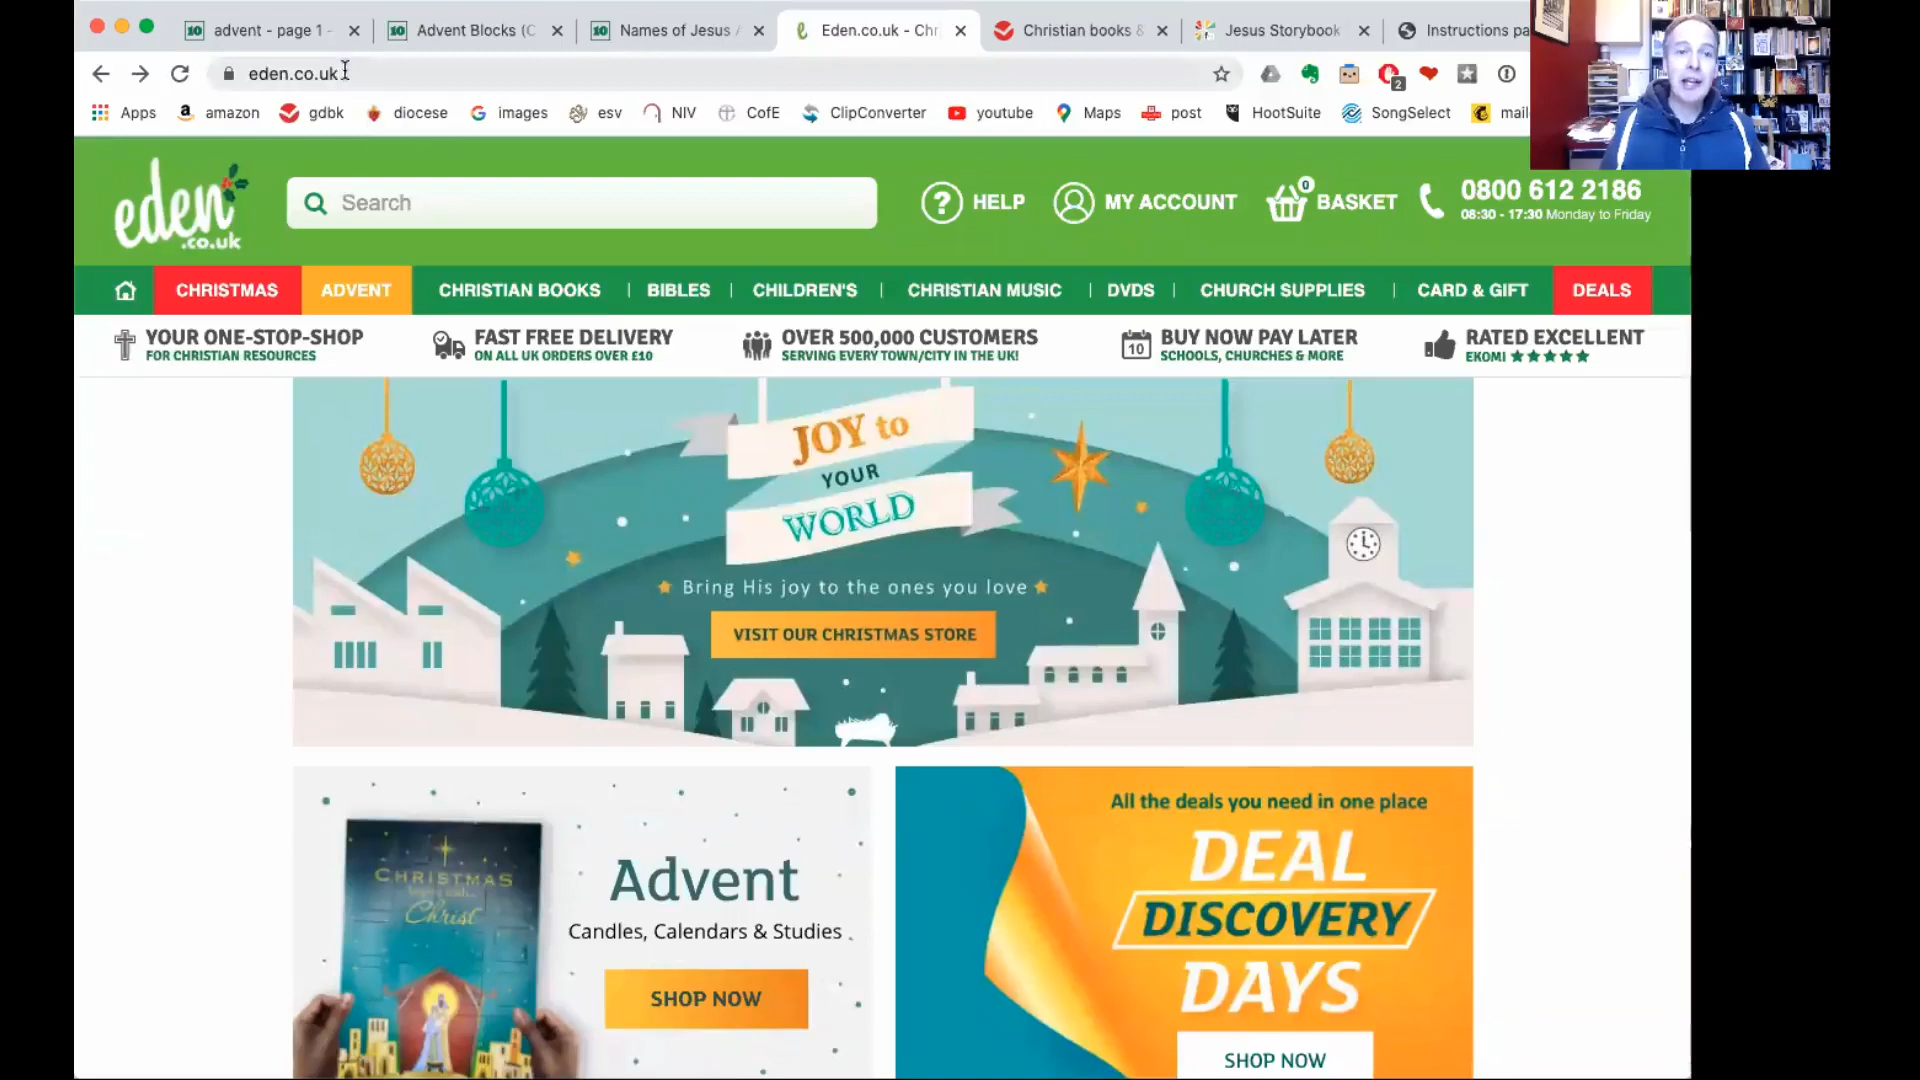 advent - page 1 -
Advent Blocks (C
Names of Jesus A
Eden.co.uk - Chr
Christian books &
Jesus Storybook
Instructions pa
eden.co.uk
2
Apps
amazon
gdbk
diocese
images
esv
NIV
CofE
ClipConverter
youtube
Maps
post
HootSuite
SongSelect
mail
eden
.co.uk
Search
HELP
MY ACCOUNT
0
BASKET
0800 612 2186
08:30 - 17:30 Monday to Friday
CHRISTMAS
ADVENT
CHRISTIAN BOOKS
BIBLES
CHILDREN'S
CHRISTIAN MUSIC
DVDS
CHURCH SUPPLIES
CARD & GIFT
DEALS
YOUR ONE-STOP-SHOP
FOR CHRISTIAN RESOURCES
FAST FREE DELIVERY
ON ALL UK ORDERS OVER £10
OVER 500,000 CUSTOMERS
SERVING EVERY TOWN/CITY IN THE UK!
10
BUY NOW PAY LATER
SCHOOLS, CHURCHES & MORE
RATED EXCELLENT
EKOMI ★★★★★
JOY to
YOUR
WORLD
Bring His joy to the ones you love
VISIT OUR CHRISTMAS STORE
CHRISTMAS
begins with
Christ
Advent
Candles, Calendars & Studies
SHOP NOW
All the deals you need in one place
DEAL
DISCOVERY
DAYS
SHOP NOW